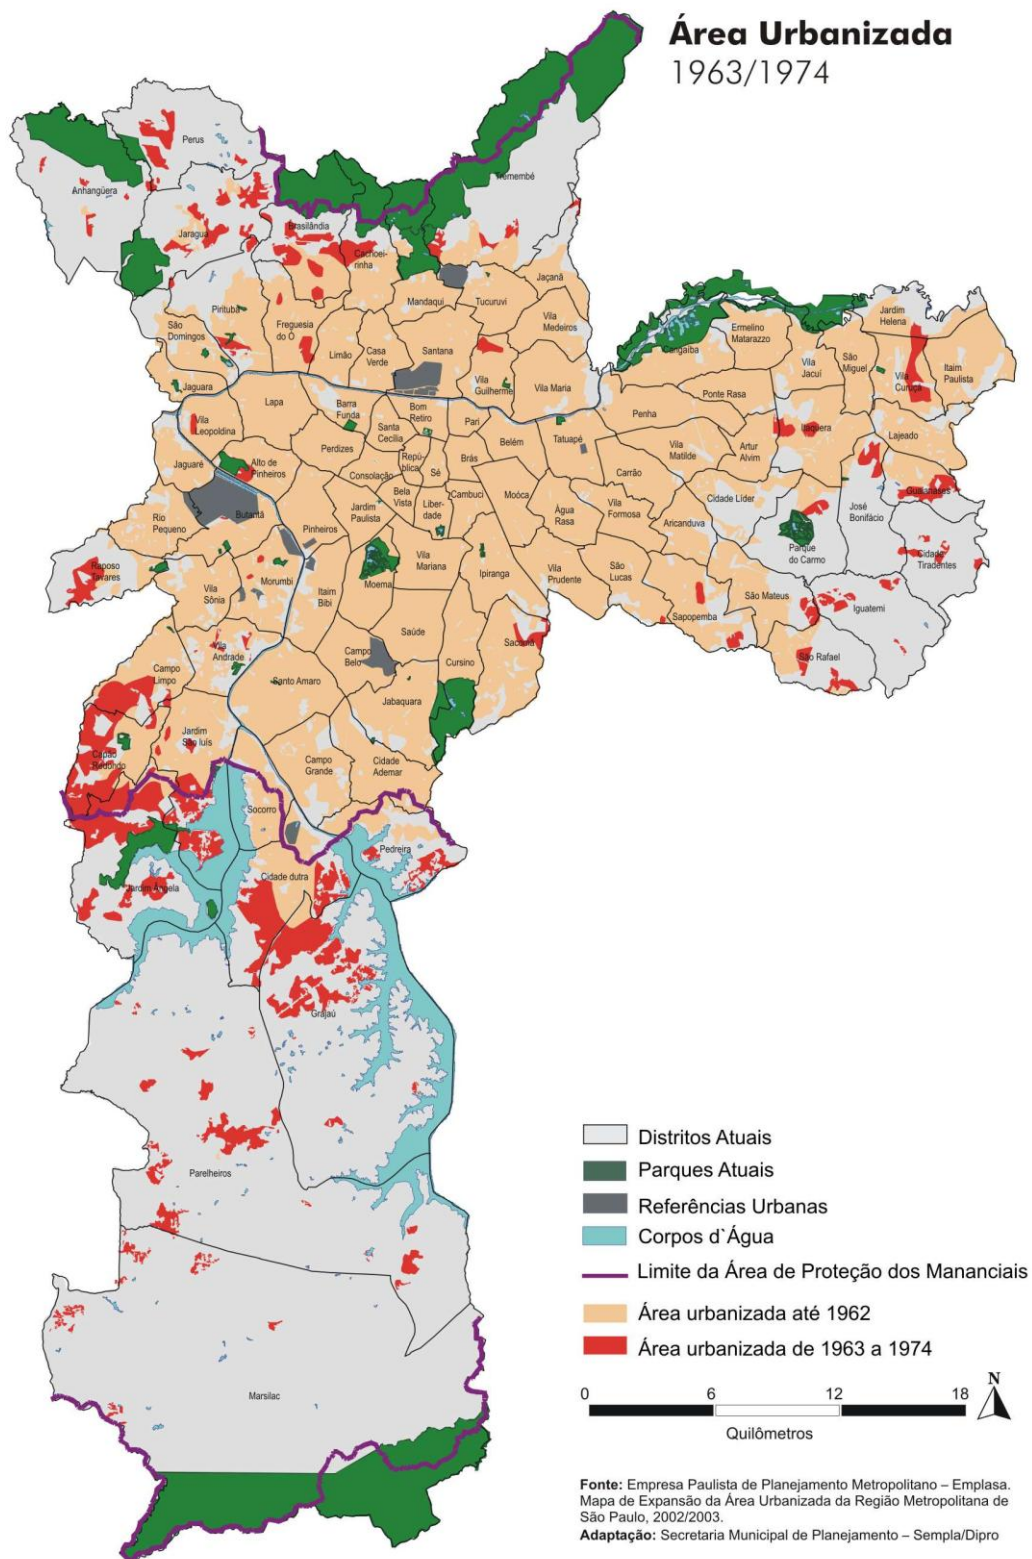 Área Urbanizada
1963/1974
Perus
Anhangüera
Tremembé
Jaraguá
Brasilândia
Cachoei-
rinha
Jaçanã
Mandaqui
Tucuruvi
Pirituba
São
Domingos
Freguesia
do Ó
Limão
Casa
Verde
Santana
Vila
Medeiros
Jardim
Helena
Ermelino
Matarazzo
Cangaíba
Vila
Jacuí
São
Miguel
Vila
Curuçá
Itaim
Paulista
Jaguara
Vila
Guilherme
Vila Maria
Lapa
Barra
Funda
Bom
Retiro
Pari
Penha
Ponte Rasa
Vila
Leopoldina
Santa
Cecília
Tatuapé
Itaquera
Lajeado
Perdizes
Belém
Vila
Matilde
Artur
Alvim
Jaguaré
Alto de
Pinheiros
Consolação
Repú-
blica
Sé
Brás
Carrão
Guaianases
Rio
Pequeno
Butantã
Jardim
Paulista
Bela
Vista
Liber-
dade
Cambuci
Moóca
Água
Rasa
Vila
Formosa
Cidade Líder
Aricanduva
José
Bonifácio
Pinheiros
Parque
do Carmo
Cidade
Tiradentes
Raposo
Tavares
Vila
Sônia
Morumbi
Itaim
Bibi
Moema
Vila
Mariana
Ipiranga
Vila
Prudente
São
Lucas
São Mateus
Iguatemi
Sapopemba
Vila
Andrade
Saúde
Sacomã
São Rafael
Campo
Limpo
Campo
Belo
Cursino
Santo Amaro
Jabaquara
Capão
Redondo
Jardim
São luís
Campo
Grande
Cidade
Ademar
Socorro
Pedreira
Cidade dutra
Jardim Ângela
Grajaú
Parelheiros
Marsilac
Distritos Atuais
Parques Atuais
Referências Urbanas
Corpos d`Água
Limite da Área de Proteção dos Mananciais
Área urbanizada até 1962
Área urbanizada de 1963 a 1974
0 6 12 18
N
Quilômetros
Fonte: Empresa Paulista de Planejamento Metropolitano – Emplasa.
Mapa de Expansão da Área Urbanizada da Região Metropolitana de
São Paulo, 2002/2003.
Adaptação: Secretaria Municipal de Planejamento – Sempla/Dipro